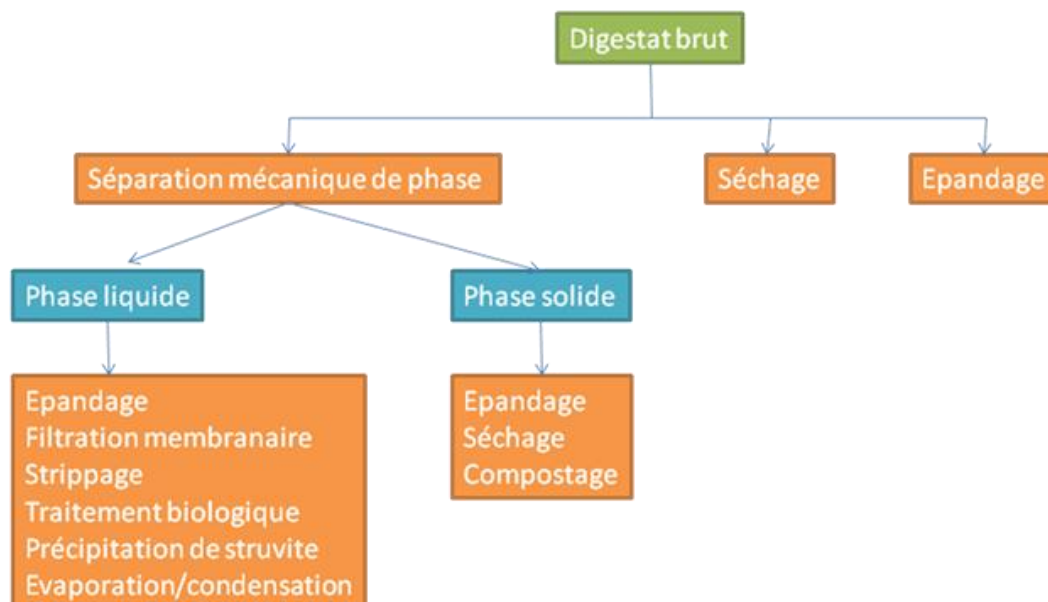 Digestat brut
Séparation mécanique de phase
Séchage
Epandage
Phase liquide
Phase solide
Epandage
Filtration membranaire
Strippage
Traitement biologique
Précipitation de struvite
Evaporation/condensation
Epandage
Séchage
Compostage